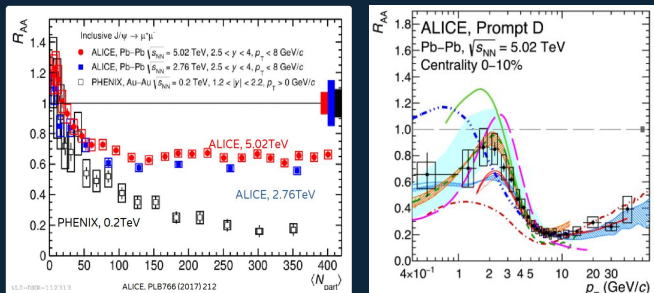 R_AA
1.4
1.2
1
0.8
0.6
0.4
0.2
0
Inclusive J/ψ → μ⁺μ⁻
ALICE, Pb–Pb √s_NN = 5.02 TeV, 2.5 < y < 4, p_T < 8 GeV/c
ALICE, Pb–Pb √s_NN = 2.76 TeV, 2.5 < y < 4, p_T < 8 GeV/c
PHENIX, Au–Au √s_NN = 0.2 TeV, 1.2 < |y| < 2.2, p_T > 0 GeV/c
ALICE, 5.02TeV
ALICE, 2.76TeV
PHENIX, 0.2TeV
0 50 100 150 200 250 300 350 400
⟨N_part⟩
ALICE, PLB766 (2017) 212
R_AA
2.0
1.8
1.6
1.4
1.2
1.0
0.8
0.6
0.4
0.2
0.0
ALICE, Prompt D
Pb–Pb, √s_NN = 5.02 TeV
Centrality 0–10%
4×10⁻¹ 1 2 3 4 5 10 20 30
p_T (GeV/c)